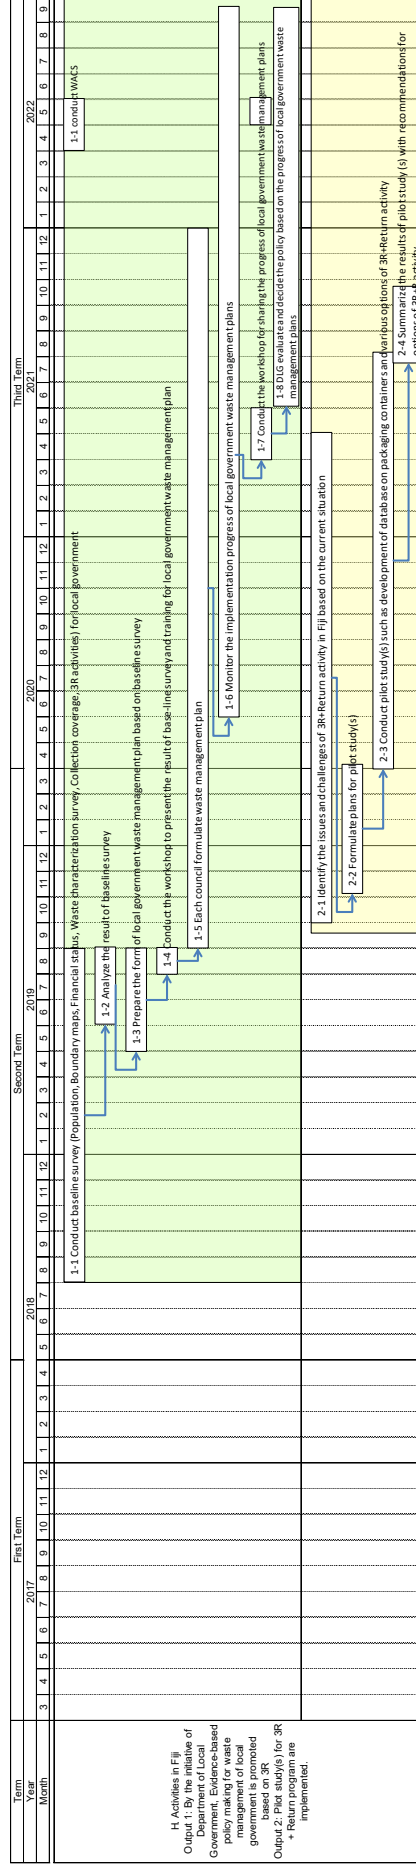 Term First Term Second Term Third Term
Year 2017 2018 2019 2020 2021 2022
Month 3 4 5 6 7 8 9 10 11 12 1 2 3 4 5 6 7 8 9 10 11 12 1 2 3 4 5 6 7 8 9 10 11 12 1 2 3 4 5 6 7 8 9 10 11 12 1 2 3 4 5 6 7 8 9 10 11 12 1 2 3 4 5 6 7 8 9
H. Activities in Fiji
Output 1: By the initiative of
Department of Local
Government, Evidence-based
policy making for waste
management of local
government is promoted
based on 3R
Output 2: Pilot study(s) for 3R
+ Return program are
implemented.
1-1 Conduct baseline survey (Population, Boundary maps, Financial status, Waste characterization survey, Collection coverage, 3R activities) for local government
1-1 conduct WACS
1-2 Analyze the result of baseline survey
1-3 Prepare the form of local government waste management plan based on baseline survey
1-4 Conduct the workshop to present the result of base-line survey and training for local government waste management plan
1-5 Each council formulate waste management plan
1-6 Monitor the implementation progress of local government waste management plans
1-7 Conduct the workshop for sharing the progress of local government waste management plans
1-8 DLG evaluate and decide the policy based on the progress of local government waste
management plans
2-1 Identify the issues and challenges of 3R+Return activity in Fiji based on the current situation
2-2 Formulate plans for pilot study(s)
2-3 Conduct pilot study(s) such as development of database on packaging containers and various options of 3R+Return activity
2-4 Summarize the results of pilot study (s) with recommendations for
options of 3R+R activity